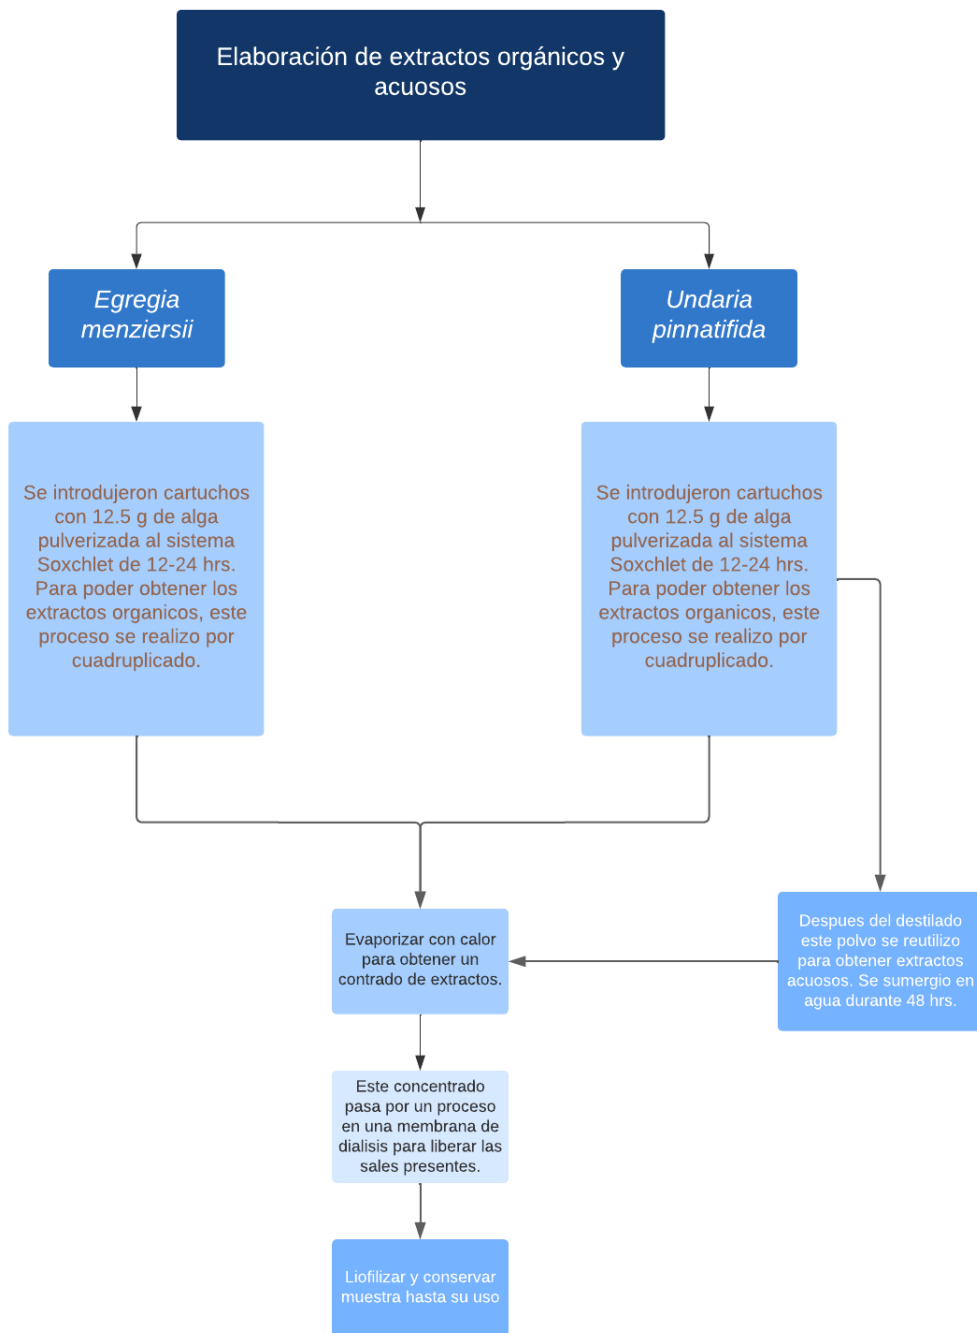 Elaboración de extractos orgánicos y
acuosos
Egregia
menziersii
Undaria
pinnatifida
Se introdujeron cartuchos
con 12.5 g de alga
pulverizada al sistema
Soxchlet de 12-24 hrs.
Para poder obtener los
extractos organicos, este
proceso se realizo por
cuadruplicado.
Se introdujeron cartuchos
con 12.5 g de alga
pulverizada al sistema
Soxchlet de 12-24 hrs.
Para poder obtener los
extractos organicos, este
proceso se realizo por
cuadruplicado.
Evaporizar con calor
para obtener un
contrado de extractos.
Despues del destilado
este polvo se reutilizo
para obtener extractos
acuosos. Se sumergio en
agua durante 48 hrs.
Este concentrado
pasa por un proceso
en una membrana de
dialisis para liberar las
sales presentes.
Liofilizar y conservar
muestra hasta su uso